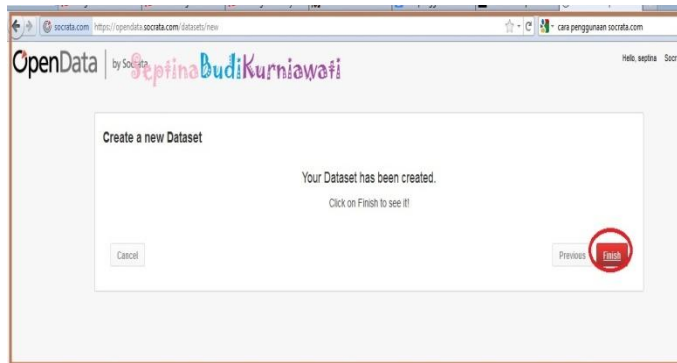 socrata.com https://opendata.socrata.com/datasets/new
cara penggunaan socrata.com
OpenData | by Socrata
SeptinaBudiKurniawati
Hello, septina Socr
Create a new Dataset
Your Dataset has been created.
Click on Finish to see it!
Cancel
Previous Finish